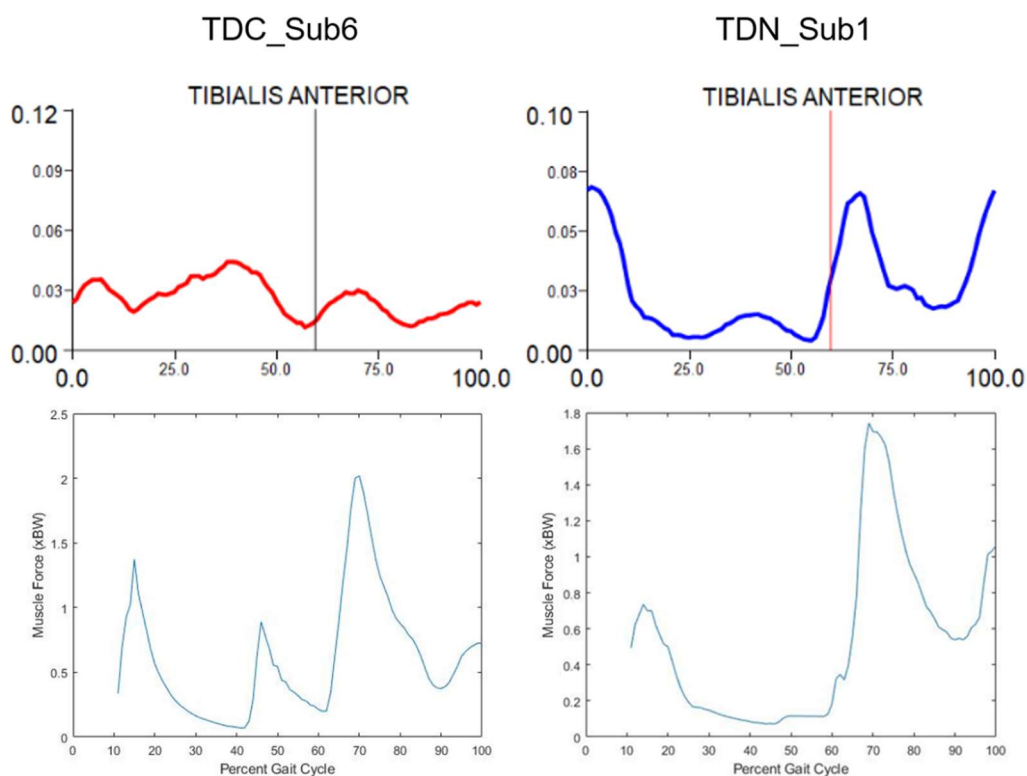 TDC_Sub6
TDN_Sub1
TIBIALIS ANTERIOR
0.12
0.09
0.06
0.03
0.00
0.0 25.0 50.0 75.0 100.0
TIBIALIS ANTERIOR
0.10
0.08
0.05
0.03
0.00
0.0 25.0 50.0 75.0 100.0
Muscle Force (xBW)
2.5
2
1.5
1
0.5
0
0 10 20 30 40 50 60 70 80 90 100
Percent Gait Cycle
Muscle Force (xBW)
1.8
1.6
1.4
1.2
1
0.8
0.6
0.4
0.2
0
0 10 20 30 40 50 60 70 80 90 100
Percent Gait Cycle